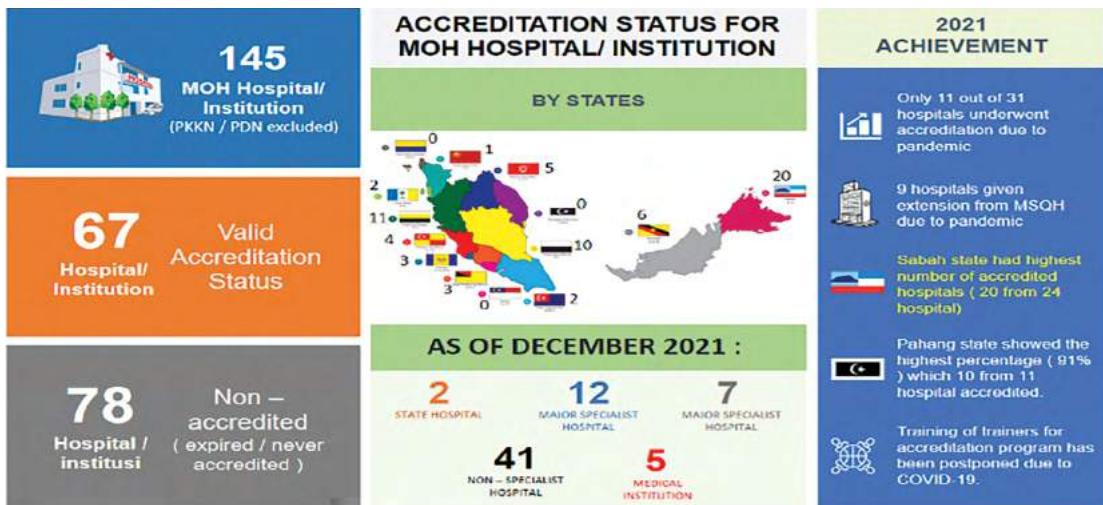 145
MOH Hospital/
Institution
(PKKN / PDN excluded)
67
Hospital/
Institution
Valid
Accreditation
Status
78
Hospital /
institusi
Non –
accredited
( expired / never
accredited )
ACCREDITATION STATUS FOR
MOH HOSPITAL/ INSTITUTION
BY STATES
0
1
5
2
0
11
4
10
3
3
0
2
6
20
AS OF DECEMBER 2021 :
2
STATE HOSPITAL
12
MAJOR SPECIALIST
HOSPITAL
7
MAJOR SPECIALIST
HOSPITAL
41
NON – SPECIALIST
HOSPITAL
5
MEDICAL
INSTITUTION
2021
ACHIEVEMENT
Only 11 out of 31
hospitals underwent
accreditation due to
pandemic
9 hospitals given
extension from MSQH
due to pandemic
Sabah state had highest
number of accredited
hospitals ( 20 from 24
hospital)
Pahang state showed the
highest percentage ( 91%
) which 10 from 11
hospital accredited.
Training of trainers for
accreditation program has
been postponed due to
COVID-19.